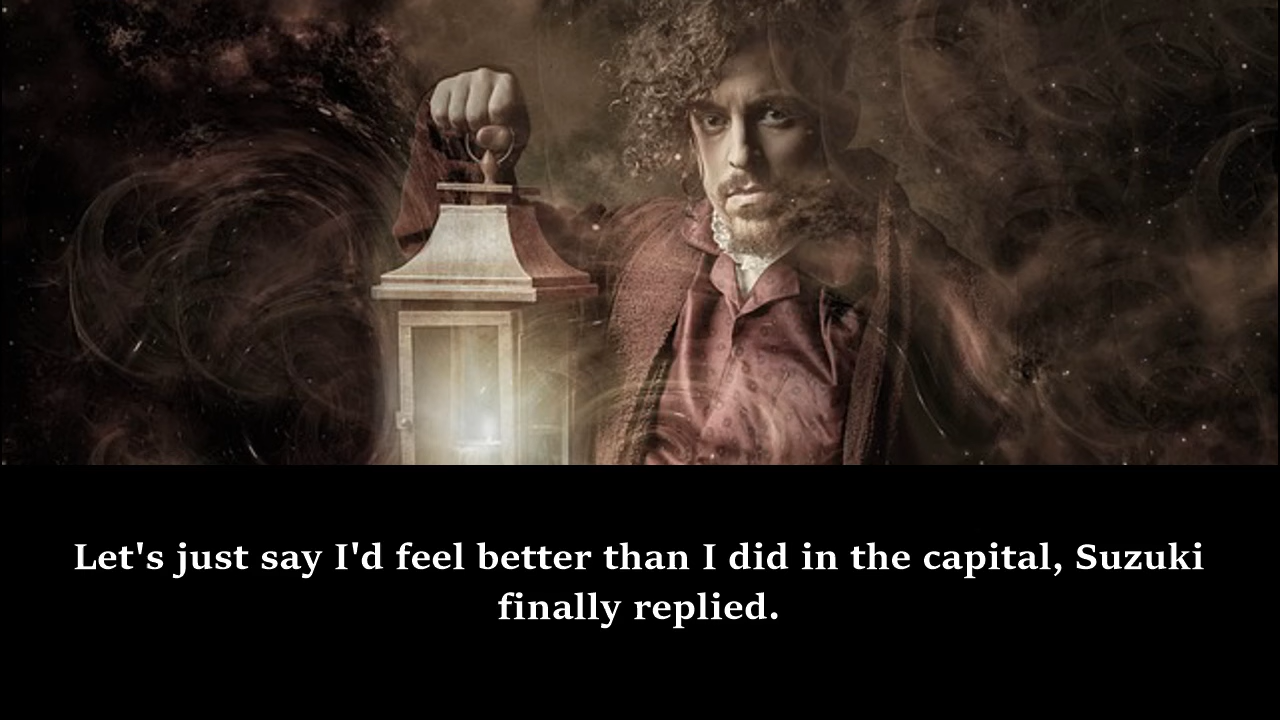 Let's just say I'd feel better than I did in the capital, Suzuki
finally replied.